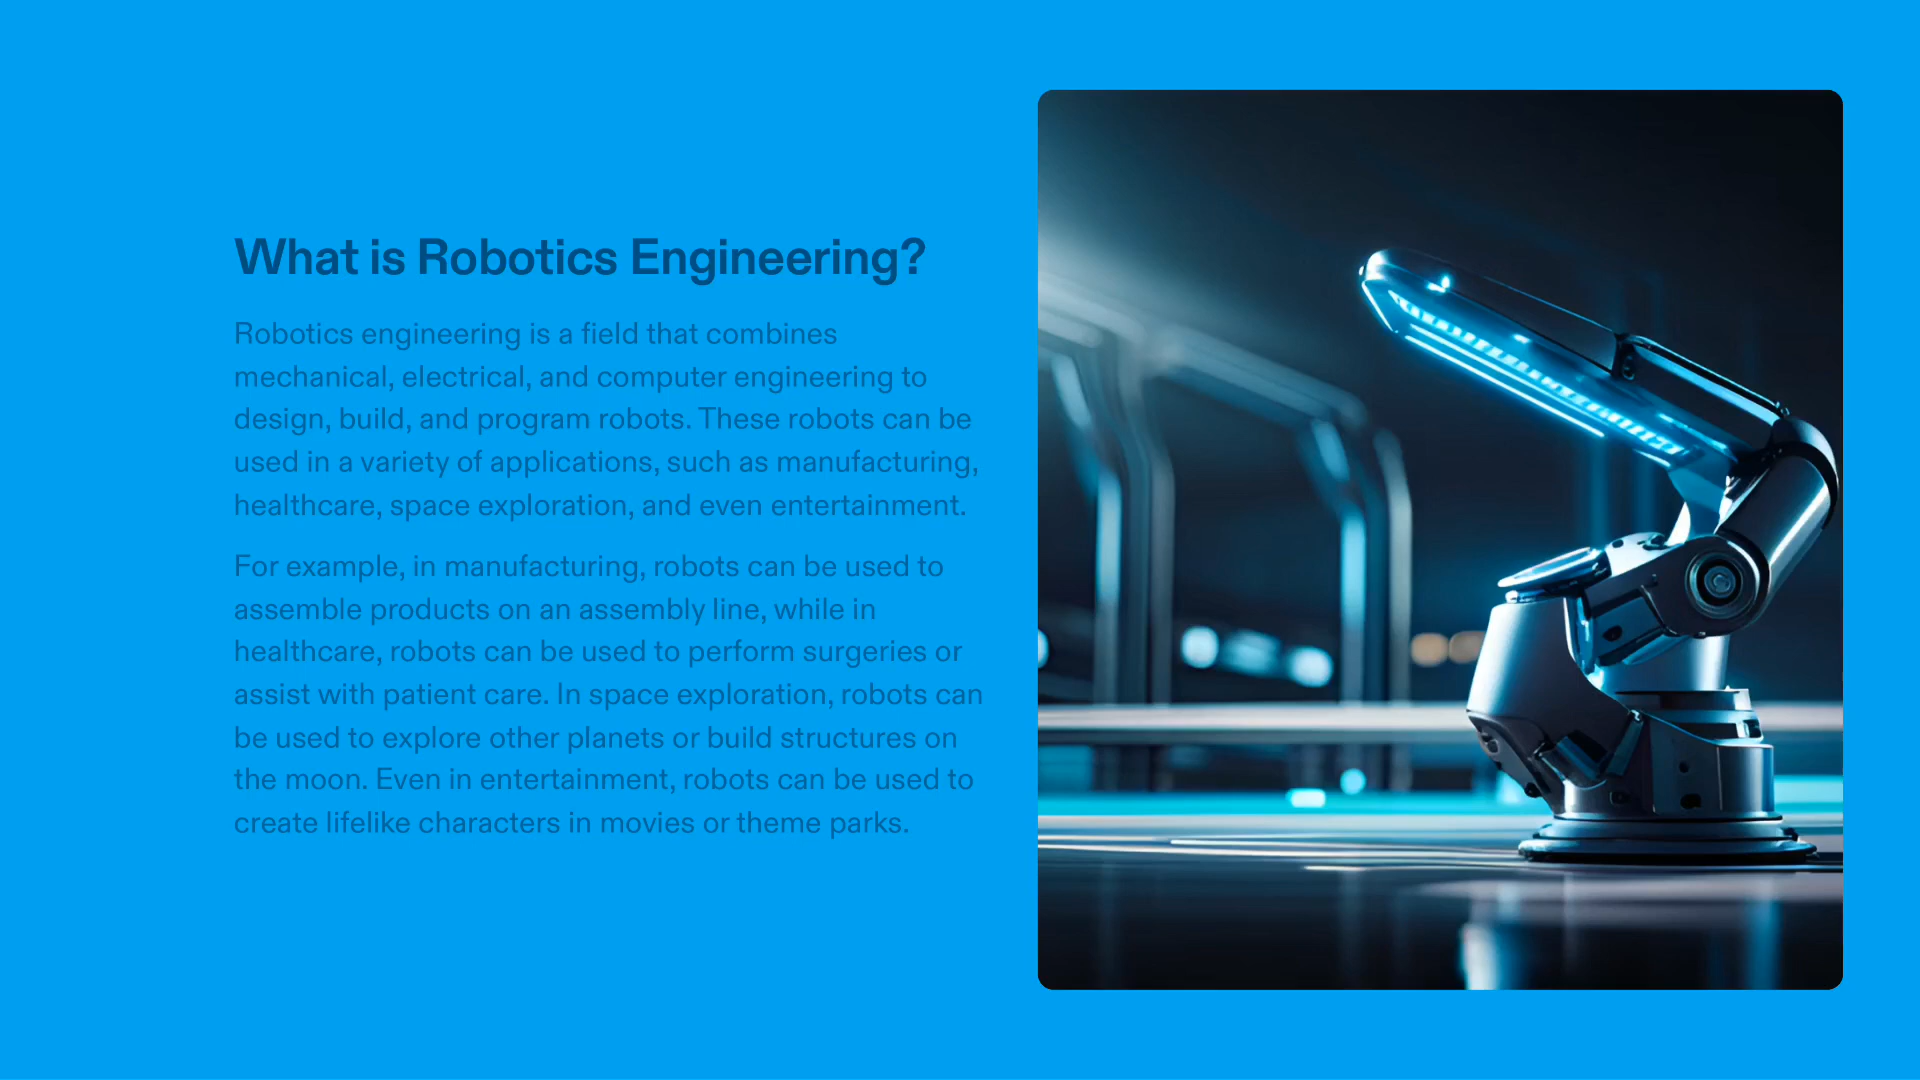 What is Robotics Engineering?
Robotics engineering is a field that combines
mechanical, electrical, and computer engineering to
design, build, and program robots. These robots can be
used in a variety of applications, such as manufacturing,
healthcare, space exploration, and even entertainment.
For example, in manufacturing, robots can be used to
assemble products on an assembly line, while in
healthcare, robots can be used to perform surgeries or
assist with patient care. In space exploration, robots can
be used to explore other planets or build structures on
the moon. Even in entertainment, robots can be used to
create lifelike characters in movies or theme parks.